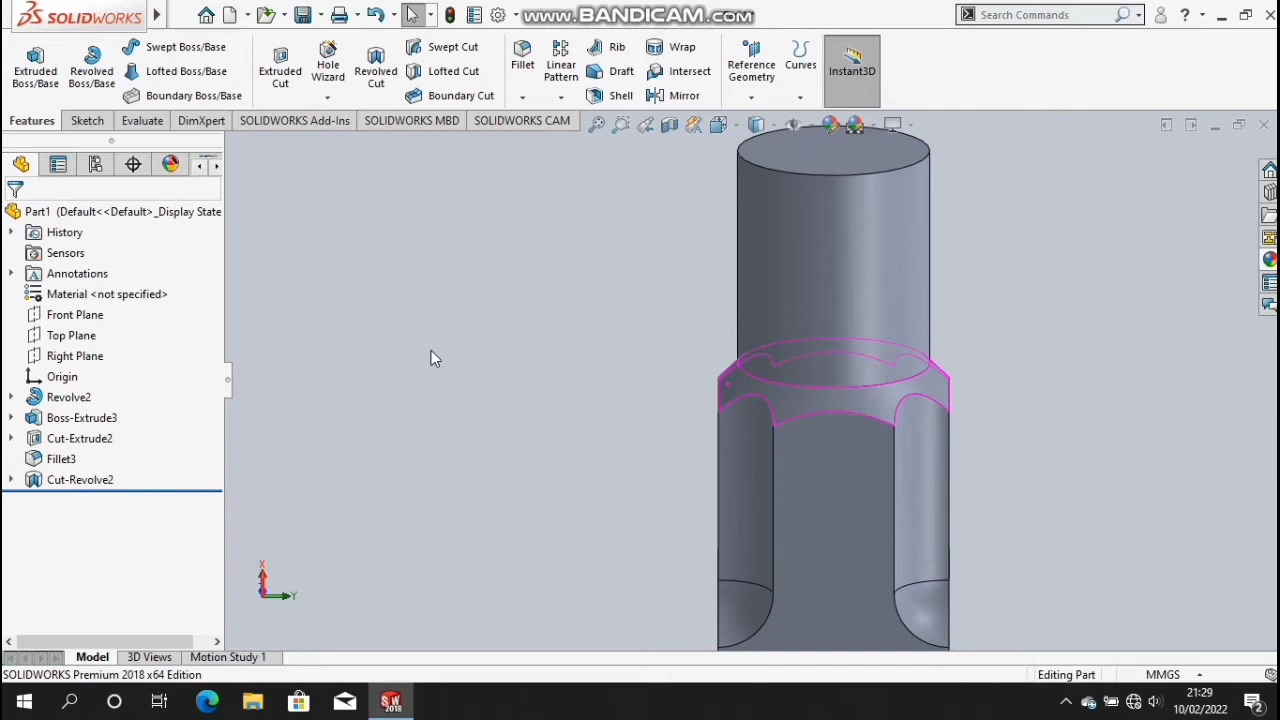 SOLIDWORKS
www.BANDICAM.com
Search Commands
?
Extruded Boss/Base
Revolved Boss/Base
Swept Boss/Base
Lofted Boss/Base
Boundary Boss/Base
Extruded Cut
Hole Wizard
Revolved Cut
Swept Cut
Lofted Cut
Boundary Cut
Fillet
Linear Pattern
Rib
Draft
Shell
Wrap
Intersect
Mirror
Reference Geometry
Curves
Instant3D
Features Sketch Evaluate DimXpert SOLIDWORKS Add-Ins SOLIDWORKS MBD SOLIDWORKS CAM
Part1 (Default<<Default>_Display State
History
Sensors
Annotations
Material <not specified>
Front Plane
Top Plane
Right Plane
Origin
Revolve2
Boss-Extrude3
Cut-Extrude2
Fillet3
Cut-Revolve2
X
Y
Model 3D Views Motion Study 1
SOLIDWORKS Premium 2018 x64 Edition
Editing Part
MMGS
SW
2018
21:29
10/02/2022
2